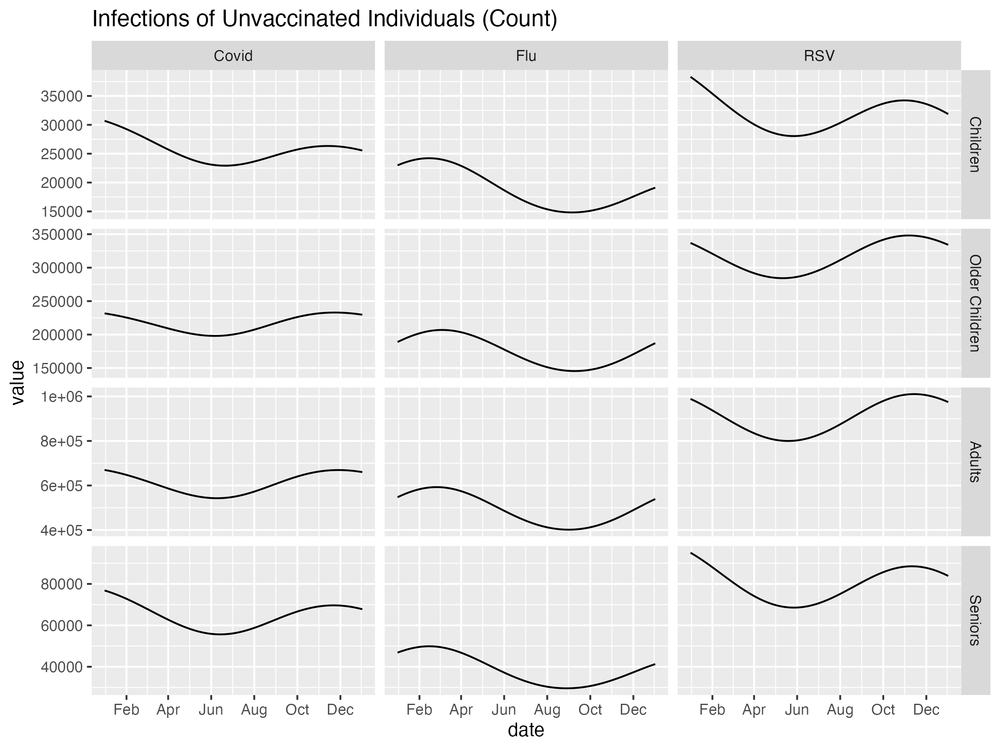 Infections of Unvaccinated Individuals (Count)
Covid Flu RSV
35000
30000
25000
20000
15000
Children
350000
300000
250000
200000
150000
Older Children
value
1e+06
8e+05
6e+05
4e+05
Adults
80000
60000
40000
Seniors
Feb Apr Jun Aug Oct Dec Feb Apr Jun Aug Oct Dec Feb Apr Jun Aug Oct Dec
date